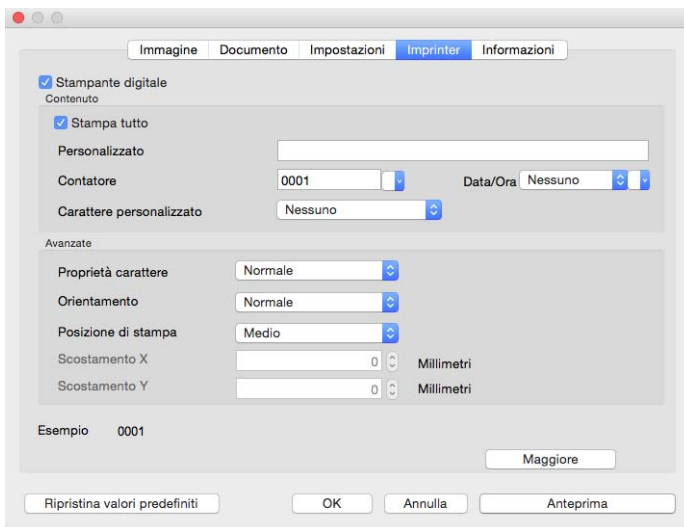 Immagine Documento Impostazioni Imprinter Informazioni
Stampante digitale
Contenuto
Stampa tutto
Personalizzato
Contatore 0001 Data/Ora Nessuno
Carattere personalizzato Nessuno
Avanzate
Proprietà carattere Normale
Orientamento Normale
Posizione di stampa Medio
Scostamento X 0 Millimetri
Scostamento Y 0 Millimetri
Esempio 0001
Maggiore
Ripristina valori predefiniti OK Annulla Anteprima